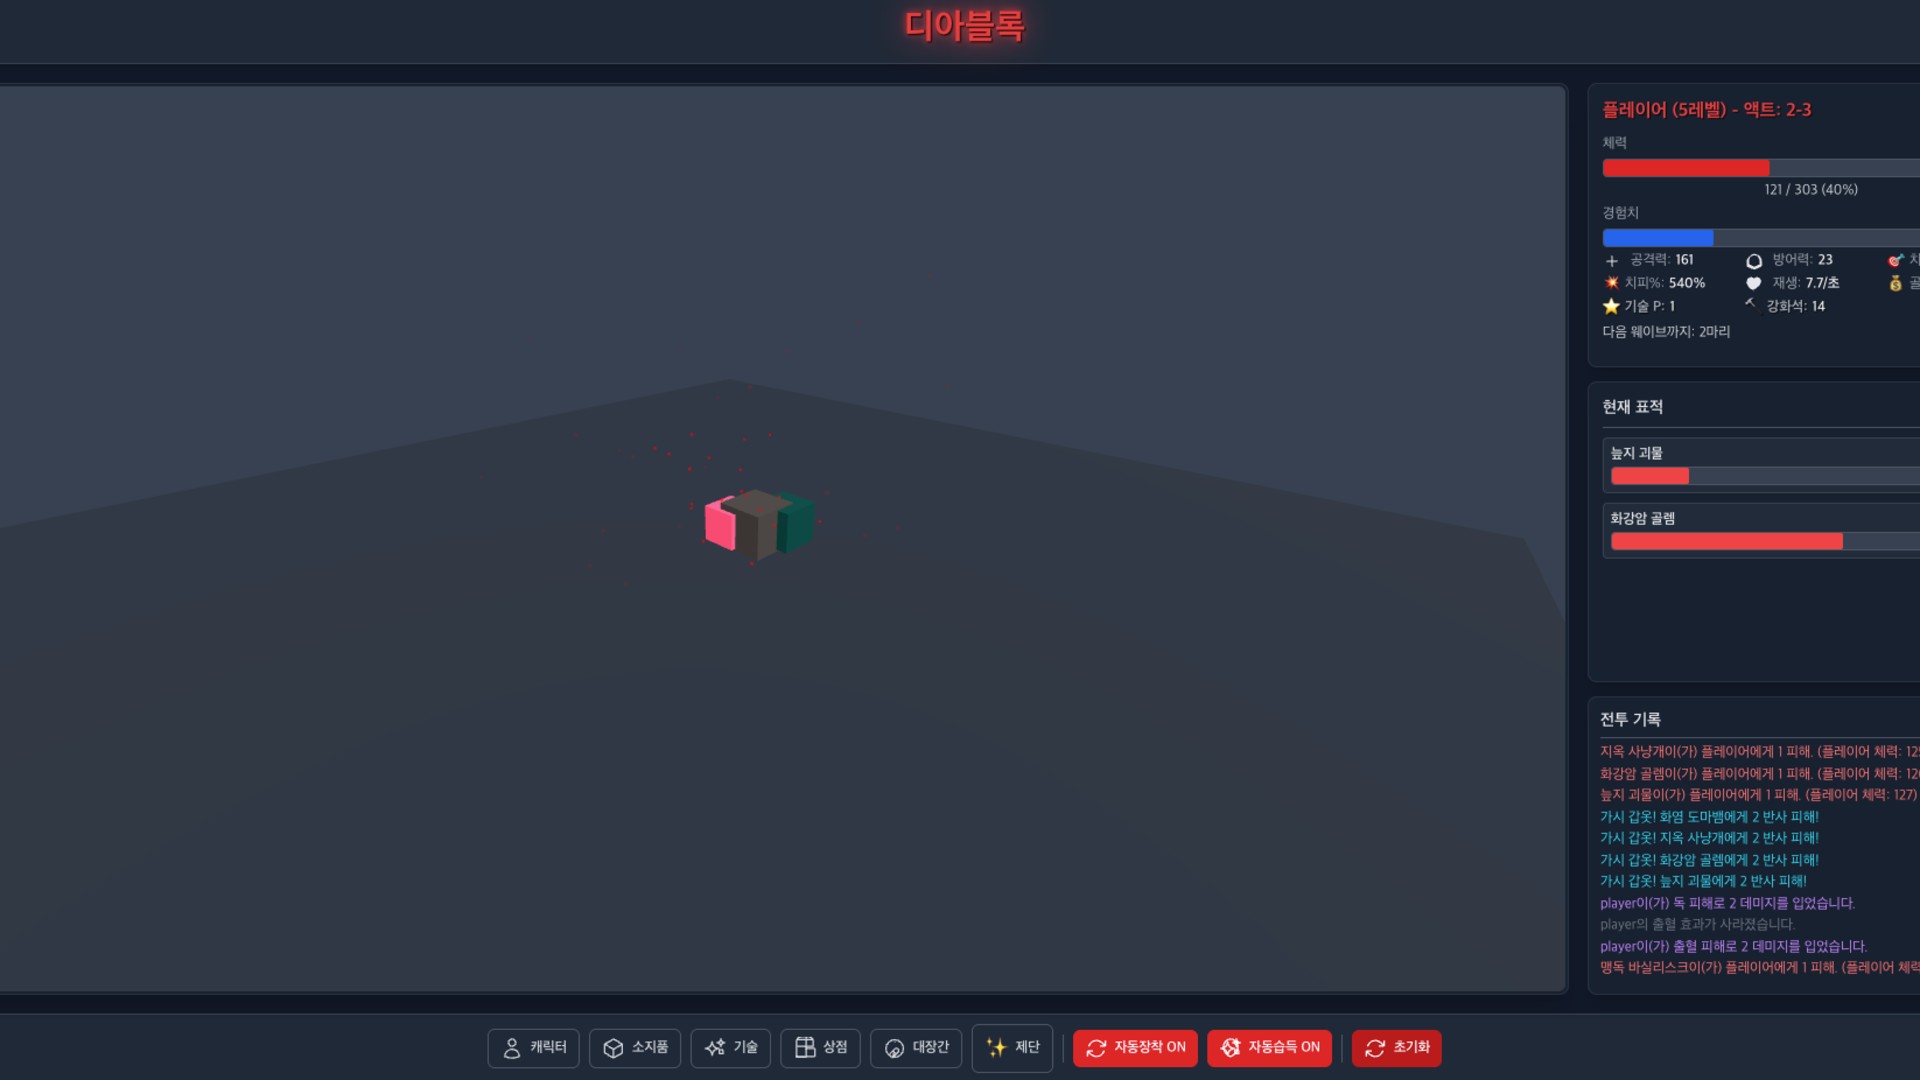 디아블록
플레이어 (5레벨) - 액트: 2-3
체력
121 / 303 (40%)
경험치
공격력: 161 방어력: 23
치피%: 540% 재생: 7.7/초
기술 P: 1 강화석: 14
다음 웨이브까지: 2마리
현재 표적
늪지 괴물
화강암 골렘
전투 기록
지옥 사냥개이(가) 플레이어에게 1 피해. (플레이어 체력:
화강암 골렘이(가) 플레이어에게 1 피해. (플레이어 체력:
늪지 괴물이(가) 플레이어에게 1 피해. (플레이어 체력: 127)
가시 갑옷! 화염 도마뱀에게 2 반사 피해!
가시 갑옷! 지옥 사냥개에게 2 반사 피해!
가시 갑옷! 화강암 골렘에게 2 반사 피해!
가시 갑옷! 늪지 괴물에게 2 반사 피해!
player이(가) 독 피해로 2 데미지를 입었습니다.
player의 출혈 효과가 사라졌습니다.
player이(가) 출혈 피해로 2 데미지를 입었습니다.
맹독 바실리스크이(가) 플레이어에게 1 피해. (플레이어 체력
캐릭터 소지품 기술 상점 대장간 제단 자동장착 ON 자동습득 ON 초기화